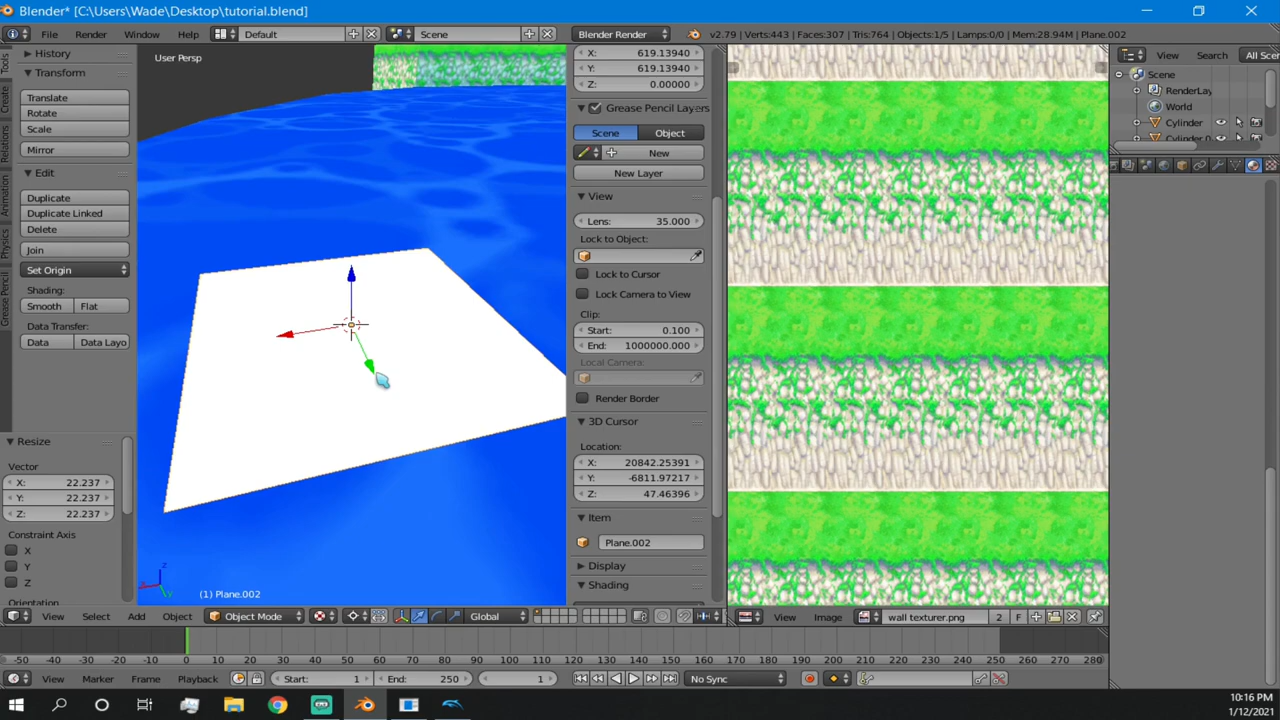 Blender* [C:\Users\Wade\Desktop\tutorial.blend]
File Render Window Help Default Scene Blender Render v2.79 | Verts:443 | Faces:307 | Tris:764 | Objects:1/5 | Lamps:0/0 | Mem:28.94M | Plane.002
Tools
Create
Relations
Animation
Physics
Grease Pencil
History
Transform
Translate
Rotate
Scale
Mirror
Edit
Duplicate
Duplicate Linked
Delete
Join
Set Origin
Shading:
Smooth Flat
Data Transfer:
Data Data Layo
Resize
Vector
X: 22.237
Y: 22.237
Z: 22.237
Constraint Axis
X
Y
Z
Orientation
User Persp
(1) Plane.002
X: 619.13940
Y: 619.13940
Z: 0.00000
Grease Pencil Layers
Scene Object
New
New Layer
View
Lens: 35.000
Lock to Object:
Lock to Cursor
Lock Camera to View
Clip:
Start: 0.100
End: 1000000.000
Local Camera:
Render Border
3D Cursor
Location:
X: 20842.25391
Y: -6811.97217
Z: 47.46396
Item
Plane.002
Display
Shading
View Search All Scen
Scene
RenderLay
World
Cylinder
Cylinder.0
View Select Add Object Object Mode Global
View Image wall texturer.png 2 F
-50 -40 -30 -20 -10 0 10 20 30 40 50 60 70 80 90 100 110 120 130 140 150 160 170 180 190 200 210 220 230 240 250 260 270 280
View Marker Frame Playback Start: 1 End: 250 1 No Sync
10:16 PM
1/12/2021